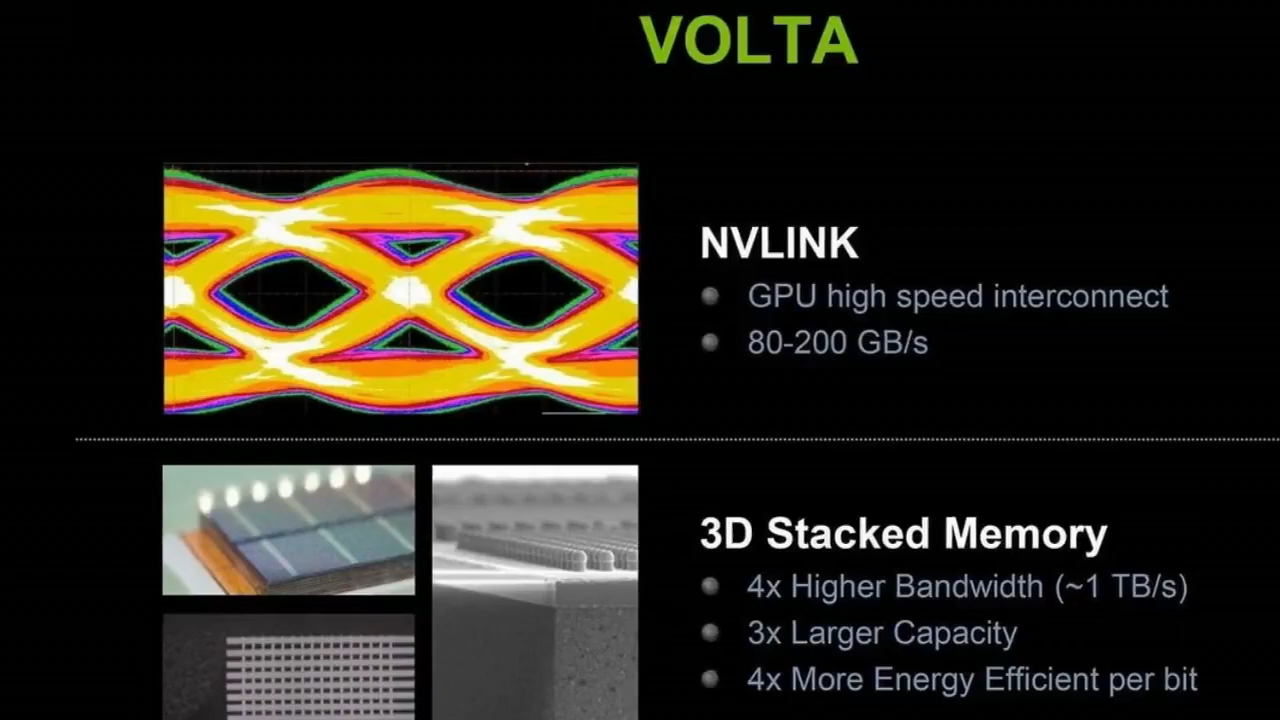 VOLTA
NVLINK
GPU high speed interconnect
80-200 GB/s
3D Stacked Memory
4x Higher Bandwidth (~1 TB/s)
3x Larger Capacity
4x More Energy Efficient per bit